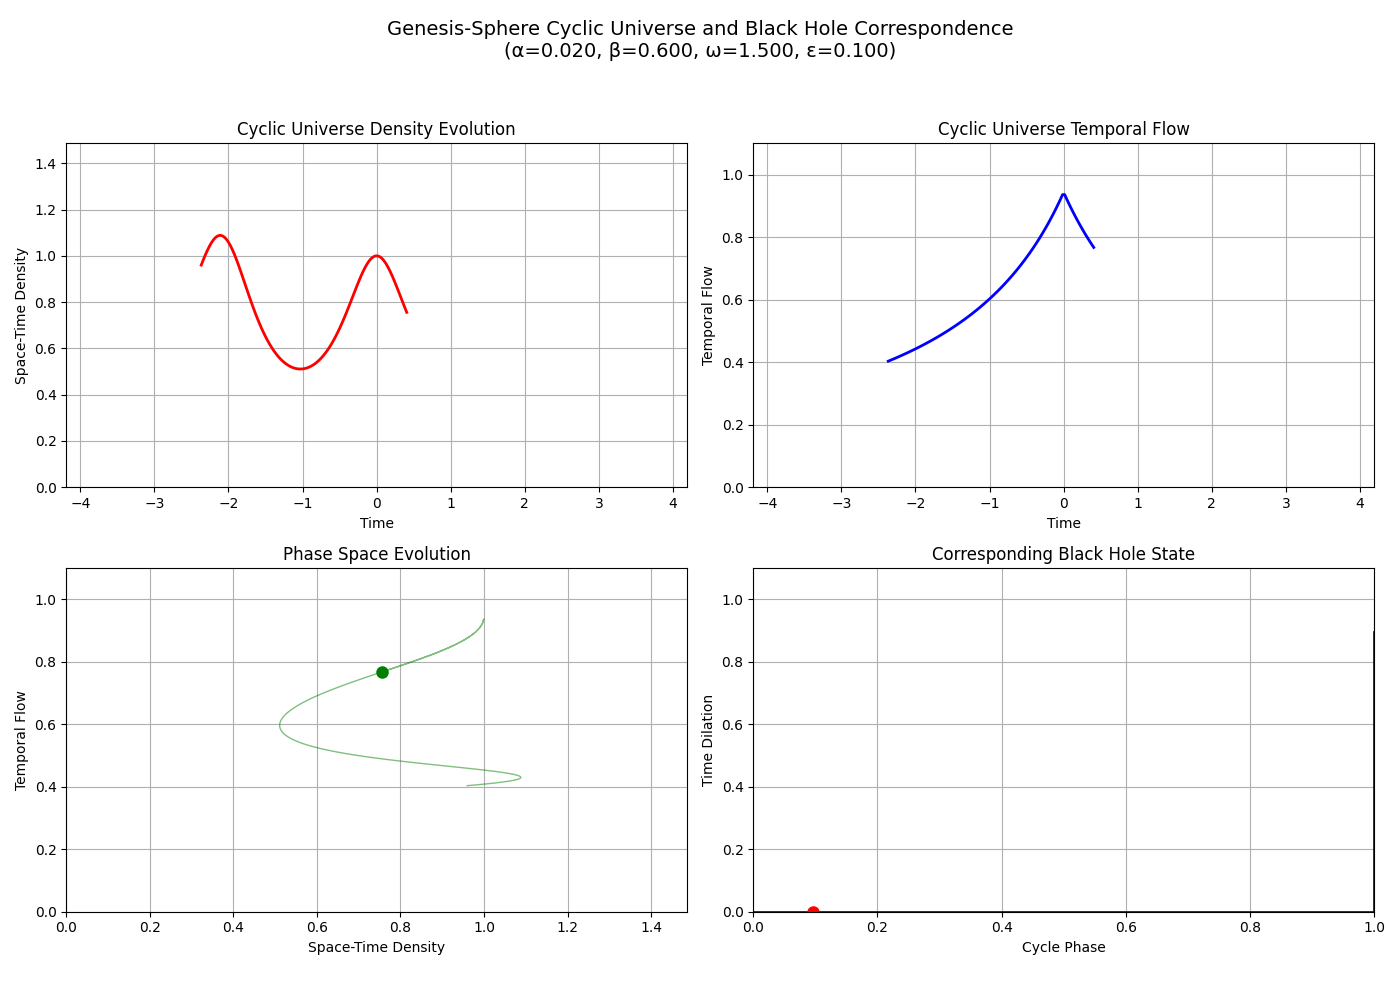 Genesis-Sphere Cyclic Universe and Black Hole Correspondence
(α=0.020, β=0.600, ω=1.500, ε=0.100)
Cyclic Universe Density Evolution
1.4
1.2
1.0
0.8
0.6
0.4
0.2
0.0
Space-Time Density
−4 −3 −2 −1 0 1 2 3 4
Time
Cyclic Universe Temporal Flow
1.0
0.8
0.6
0.4
0.2
0.0
Temporal Flow
−4 −3 −2 −1 0 1 2 3 4
Time
Phase Space Evolution
1.0
0.8
0.6
0.4
0.2
0.0
Temporal Flow
0.0 0.2 0.4 0.6 0.8 1.0 1.2 1.4
Space-Time Density
Corresponding Black Hole State
1.0
0.8
0.6
0.4
0.2
0.0
Time Dilation
0.0 0.2 0.4 0.6 0.8 1.0
Cycle Phase